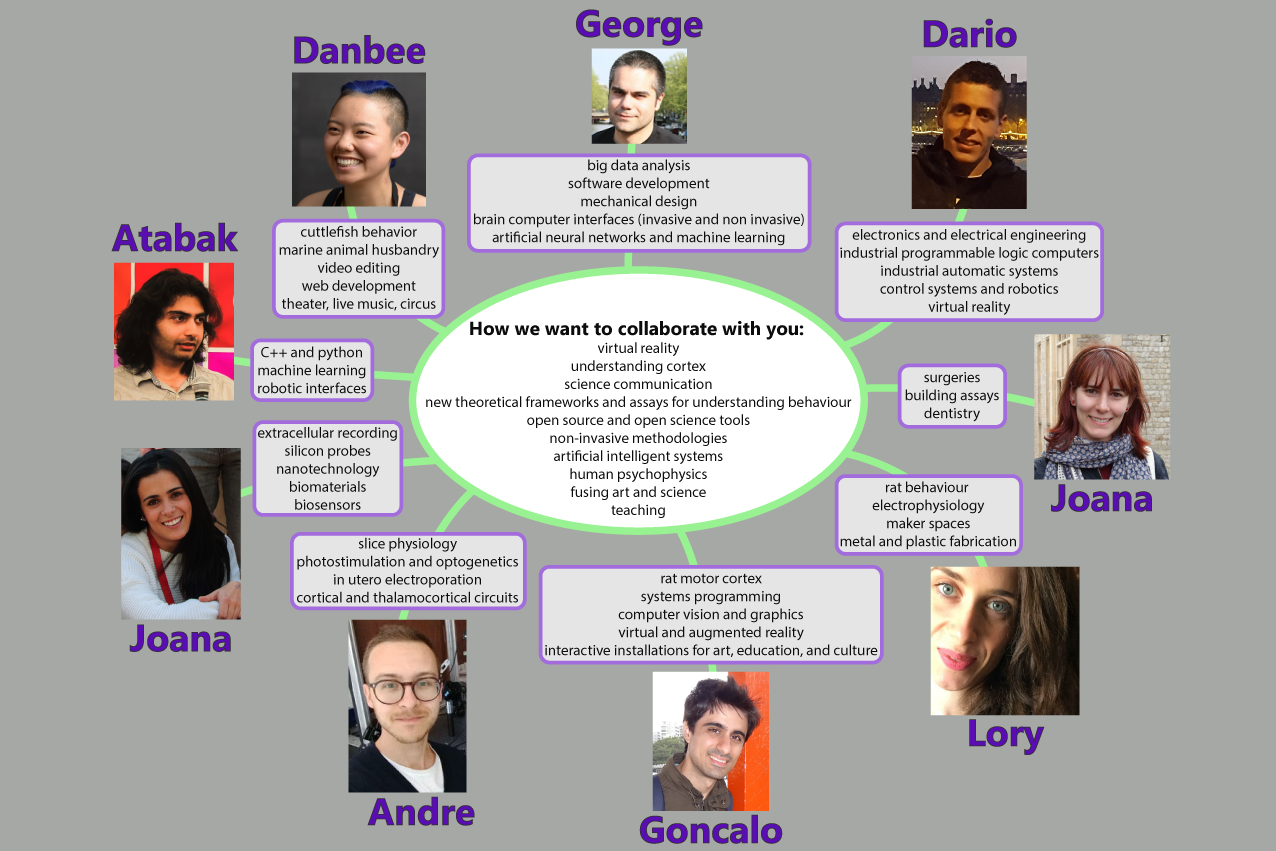 George
Dario
Danbee
big data analysis
software development
mechanical design
brain computer interfaces (invasive and non invasive)
artificial neural networks and machine learning
Atabak
cuttlefish behavior
marine animal husbandry
video editing
web development
theater, live music, circus
electronics and electrical engineering
industrial programmable logic computers
industrial automatic systems
control systems and robotics
virtual reality
How we want to collaborate with you:
virtual reality
understanding cortex
science communication
new theoretical frameworks and assays for understanding behaviour
open source and open science tools
non-invasive methodologies
artificial intelligent systems
human psychophysics
fusing art and science
teaching
C++ and python
machine learning
robotic interfaces
surgeries
building assays
dentistry
Joana
extracellular recording
silicon probes
nanotechnology
biomaterials
biosensors
Joana
rat behaviour
electrophysiology
maker spaces
metal and plastic fabrication
Lory
slice physiology
photostimulation and optogenetics
in utero electroporation
cortical and thalamocortical circuits
Andre
rat motor cortex
systems programming
computer vision and graphics
virtual and augmented reality
interactive installations for art, education, and culture
Goncalo